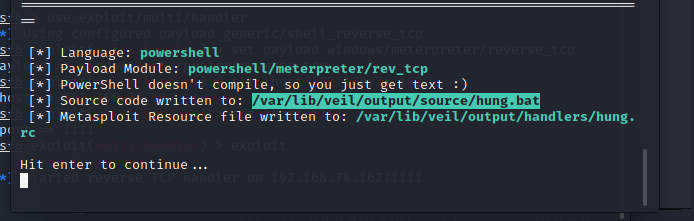 [*] Language: powershell
[*] Payload Module: powershell/meterpreter/rev_tcp
[*] PowerShell doesn't compile, so you just get text :)
[*] Source code written to: /var/lib/veil/output/source/hung.bat
[*] Metasploit Resource file written to: /var/lib/veil/output/handlers/hung.
rc
Hit enter to continue...